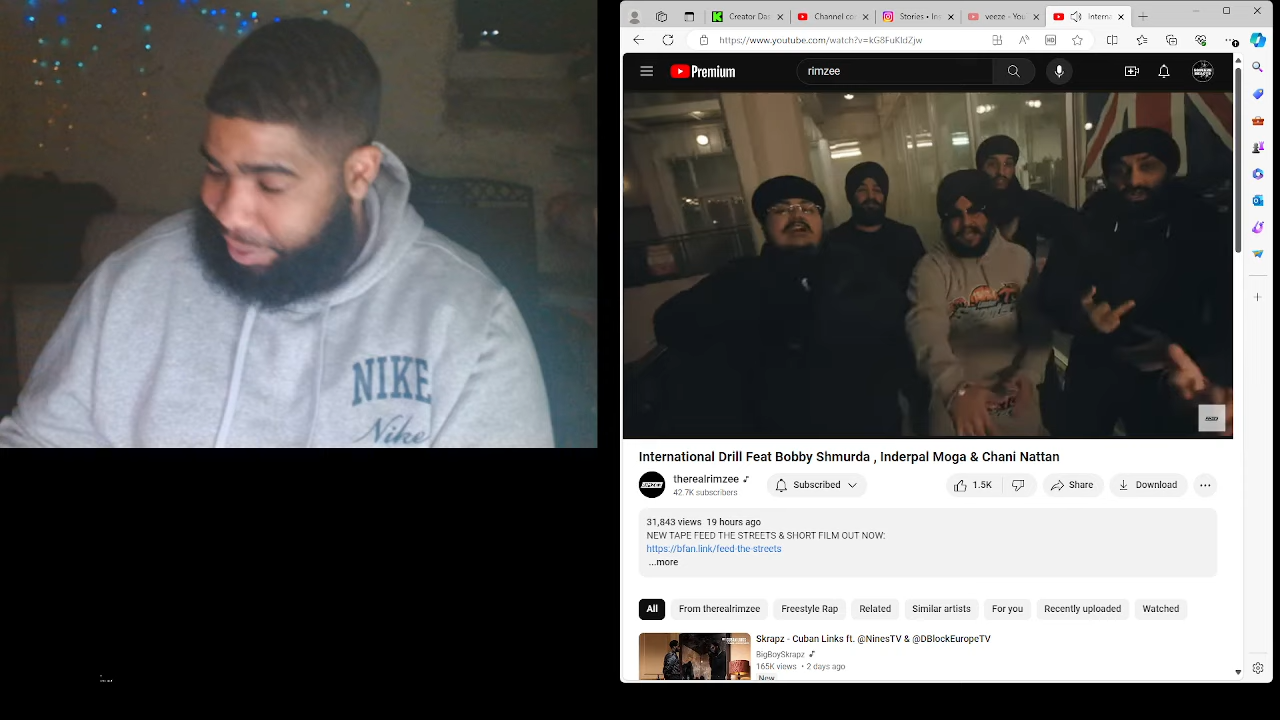 NIKE
Nike
Creator Da
Channel co
Stories • In
veeze - You
Interna
https://www.youtube.com/watch?v=kG8FuKIdZjw
Premium
rimzee
International Drill Feat Bobby Shmurda , Inderpal Moga & Chani Nattan
therealrimzee
42.7K subscribers
Subscribed
1.5K
Share
Download
31,843 views 19 hours ago
NEW TAPE FEED THE STREETS & SHORT FILM OUT NOW:
https://bfan.link/feed-the-streets
...more
All
From therealrimzee
Freestyle Rap
Related
Similar artists
For you
Recently uploaded
Watched
Skrapz - Cuban Links ft. @NinesTV & @DBlockEuropeTV
BigBoySkrapz
165K views • 2 days ago
New